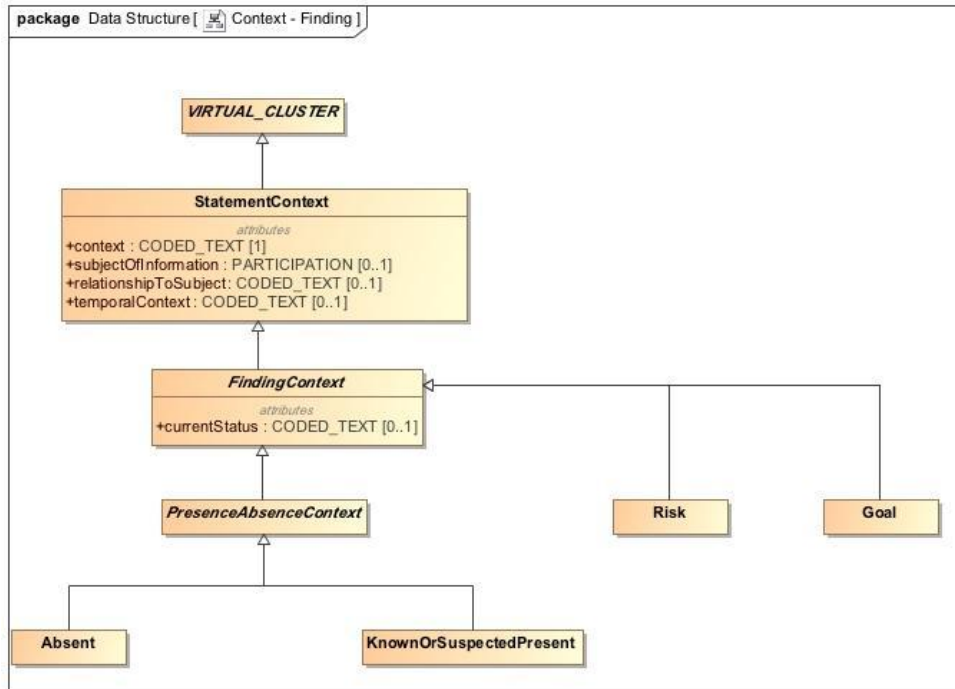 package Data Structure [ Context - Finding ]
VIRTUAL_CLUSTER
StatementContext
attributes
+context : CODED_TEXT [1]
+subjectOfInformation : PARTICIPATION [0..1]
+relationshipToSubject: CODED_TEXT [0..1]
+temporalContext : CODED_TEXT [0..1]
FindingContext
attributes
+currentStatus : CODED_TEXT [0..1]
PresenceAbsenceContext
Risk
Goal
Absent
KnownOrSuspectedPresent